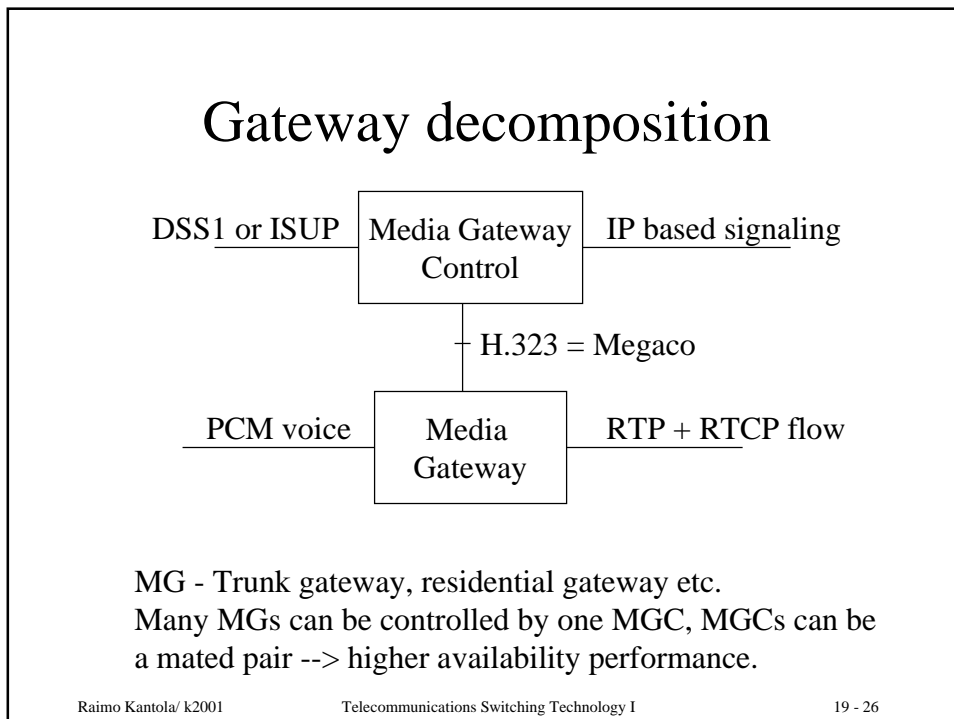 Gateway decomposition
DSS1 or ISUP
Media Gateway
Control
IP based signaling
H.323 = Megaco
PCM voice
Media
Gateway
RTP + RTCP flow
MG - Trunk gateway, residential gateway etc.
Many MGs can be controlled by one MGC, MGCs can be
a mated pair --> higher availability performance.
Raimo Kantola/ k2001 Telecommunications Switching Technology I 19 - 26